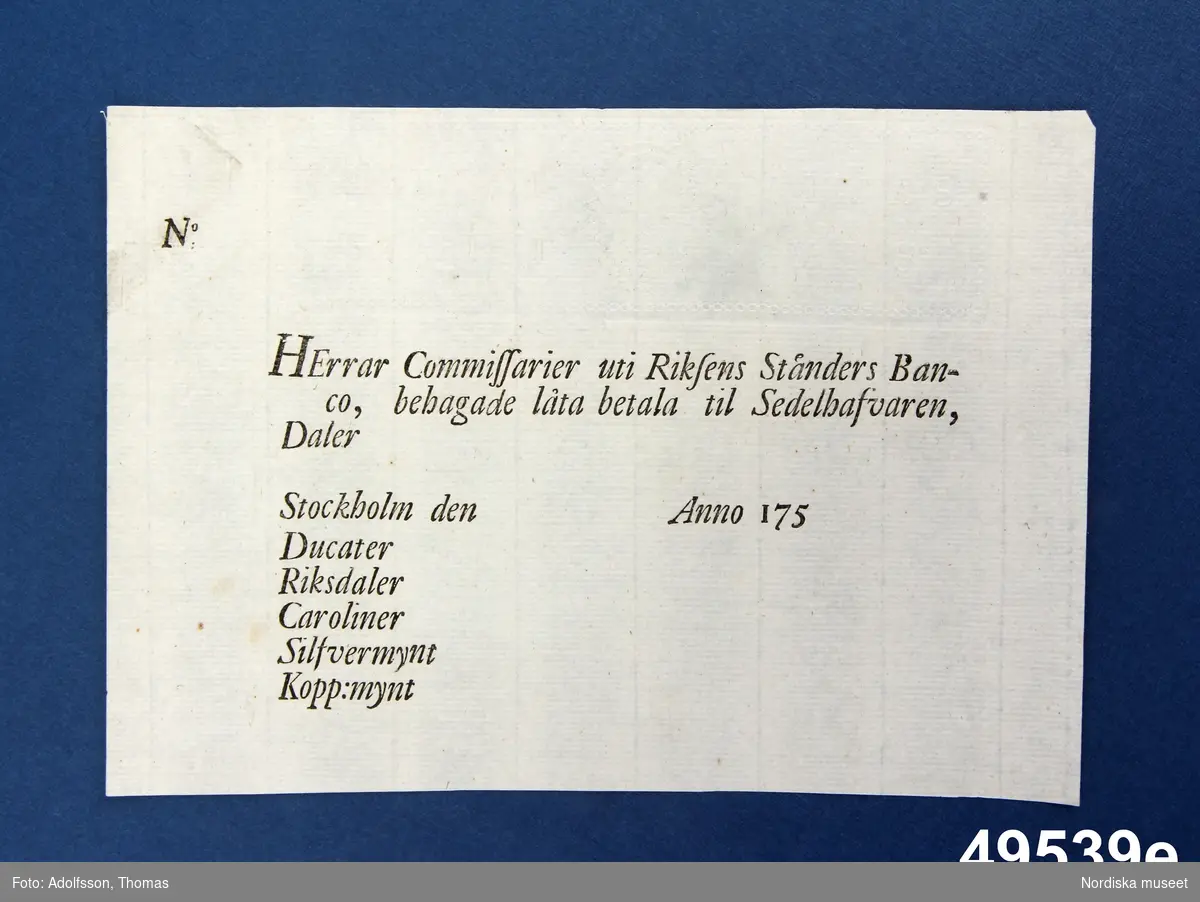 Nº:
HErrar Commiſſarier uti Rikſens Ständers Ban-
co, behagade låta betala til Sedelhafvaren,
Daler
Stockholm den Anno 175
Ducater
Riksdaler
Caroliner
Silfvermynt
Kopp:mynt
49539e
Foto: Adolfsson, Thomas
Nordiska museet